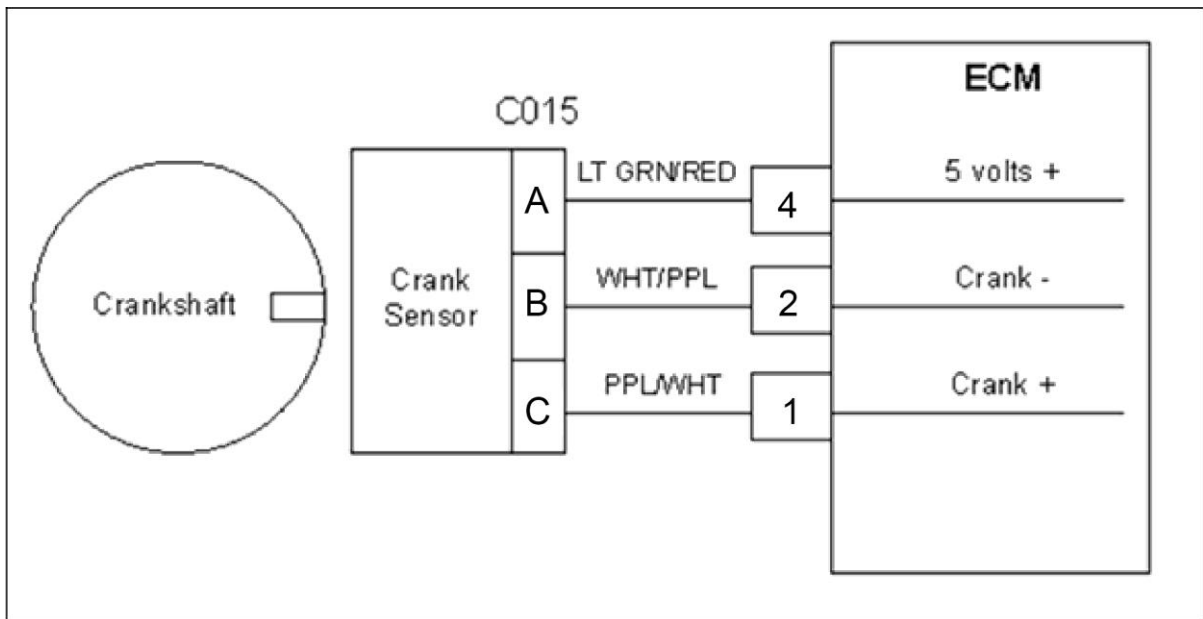 ECM
C015
LT GRN/RED
5 volts +
A
4
Crankshaft
Crank
Sensor
WHT/PPL
Crank -
B
2
PPL/WHT
Crank +
C
1